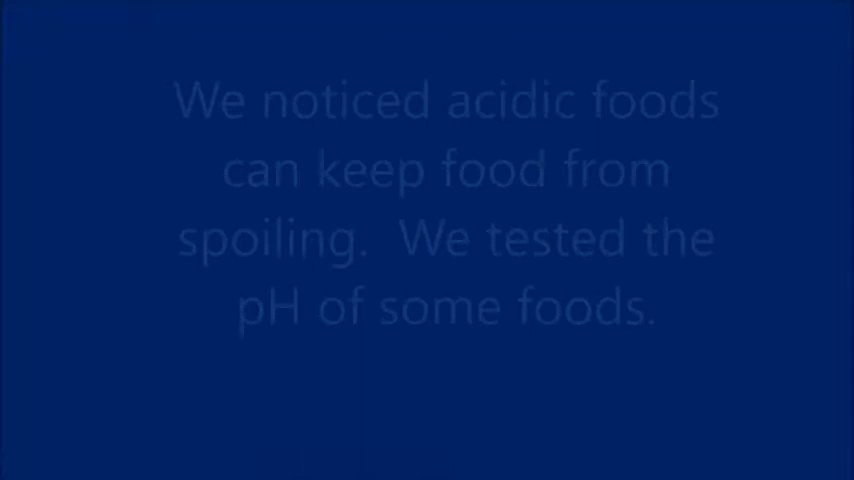 We noticed acidic foods
can keep food from
spoiling.  We tested the
pH of some foods.